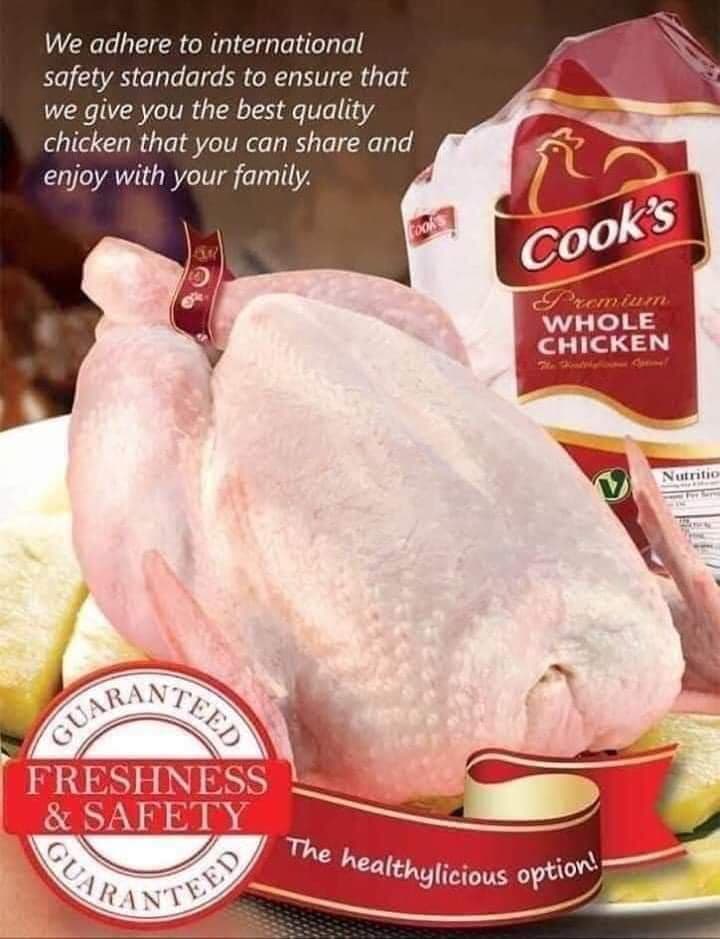 We adhere to international
safety standards to ensure that
we give you the best quality
chicken that you can share and
enjoy with your family.
Cook's
Cook's
Premium
WHOLE
CHICKEN
The Healthylicious Option!
Nutritio
GUARANTEED
FRESHNESS
& SAFETY
GUARANTEED
The healthylicious option!